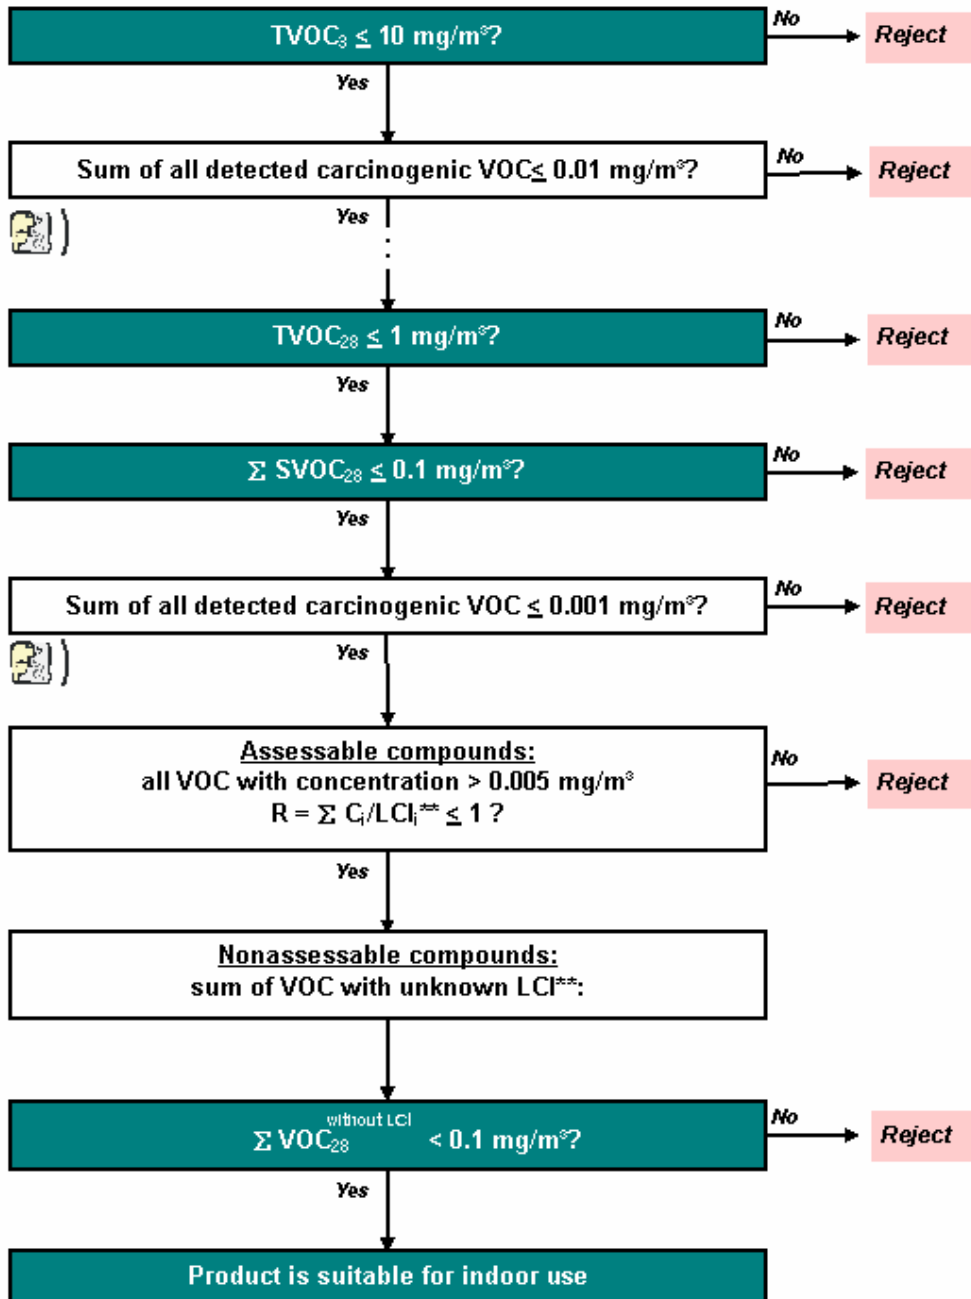 TVOC₃ ≤ 10 mg/m³?
No
Reject
Yes
Sum of all detected carcinogenic VOC≤ 0.01 mg/m³?
No
Reject
Yes
)
TVOC₂₈ ≤ 1 mg/m³?
No
Reject
Yes
Σ SVOC₂₈ ≤ 0.1 mg/m³?
No
Reject
Yes
Sum of all detected carcinogenic VOC ≤ 0.001 mg/m³?
No
Reject
Yes
)
Assessable compounds:
all VOC with concentration > 0.005 mg/m³
R = Σ Cᵢ/LCIᵢ** ≤ 1 ?
No
Reject
Yes
Nonassessable compounds:
sum of VOC with unknown LCI**:
Σ VOC₂₈ without LCI < 0.1 mg/m³?
No
Reject
Yes
Product is suitable for indoor use